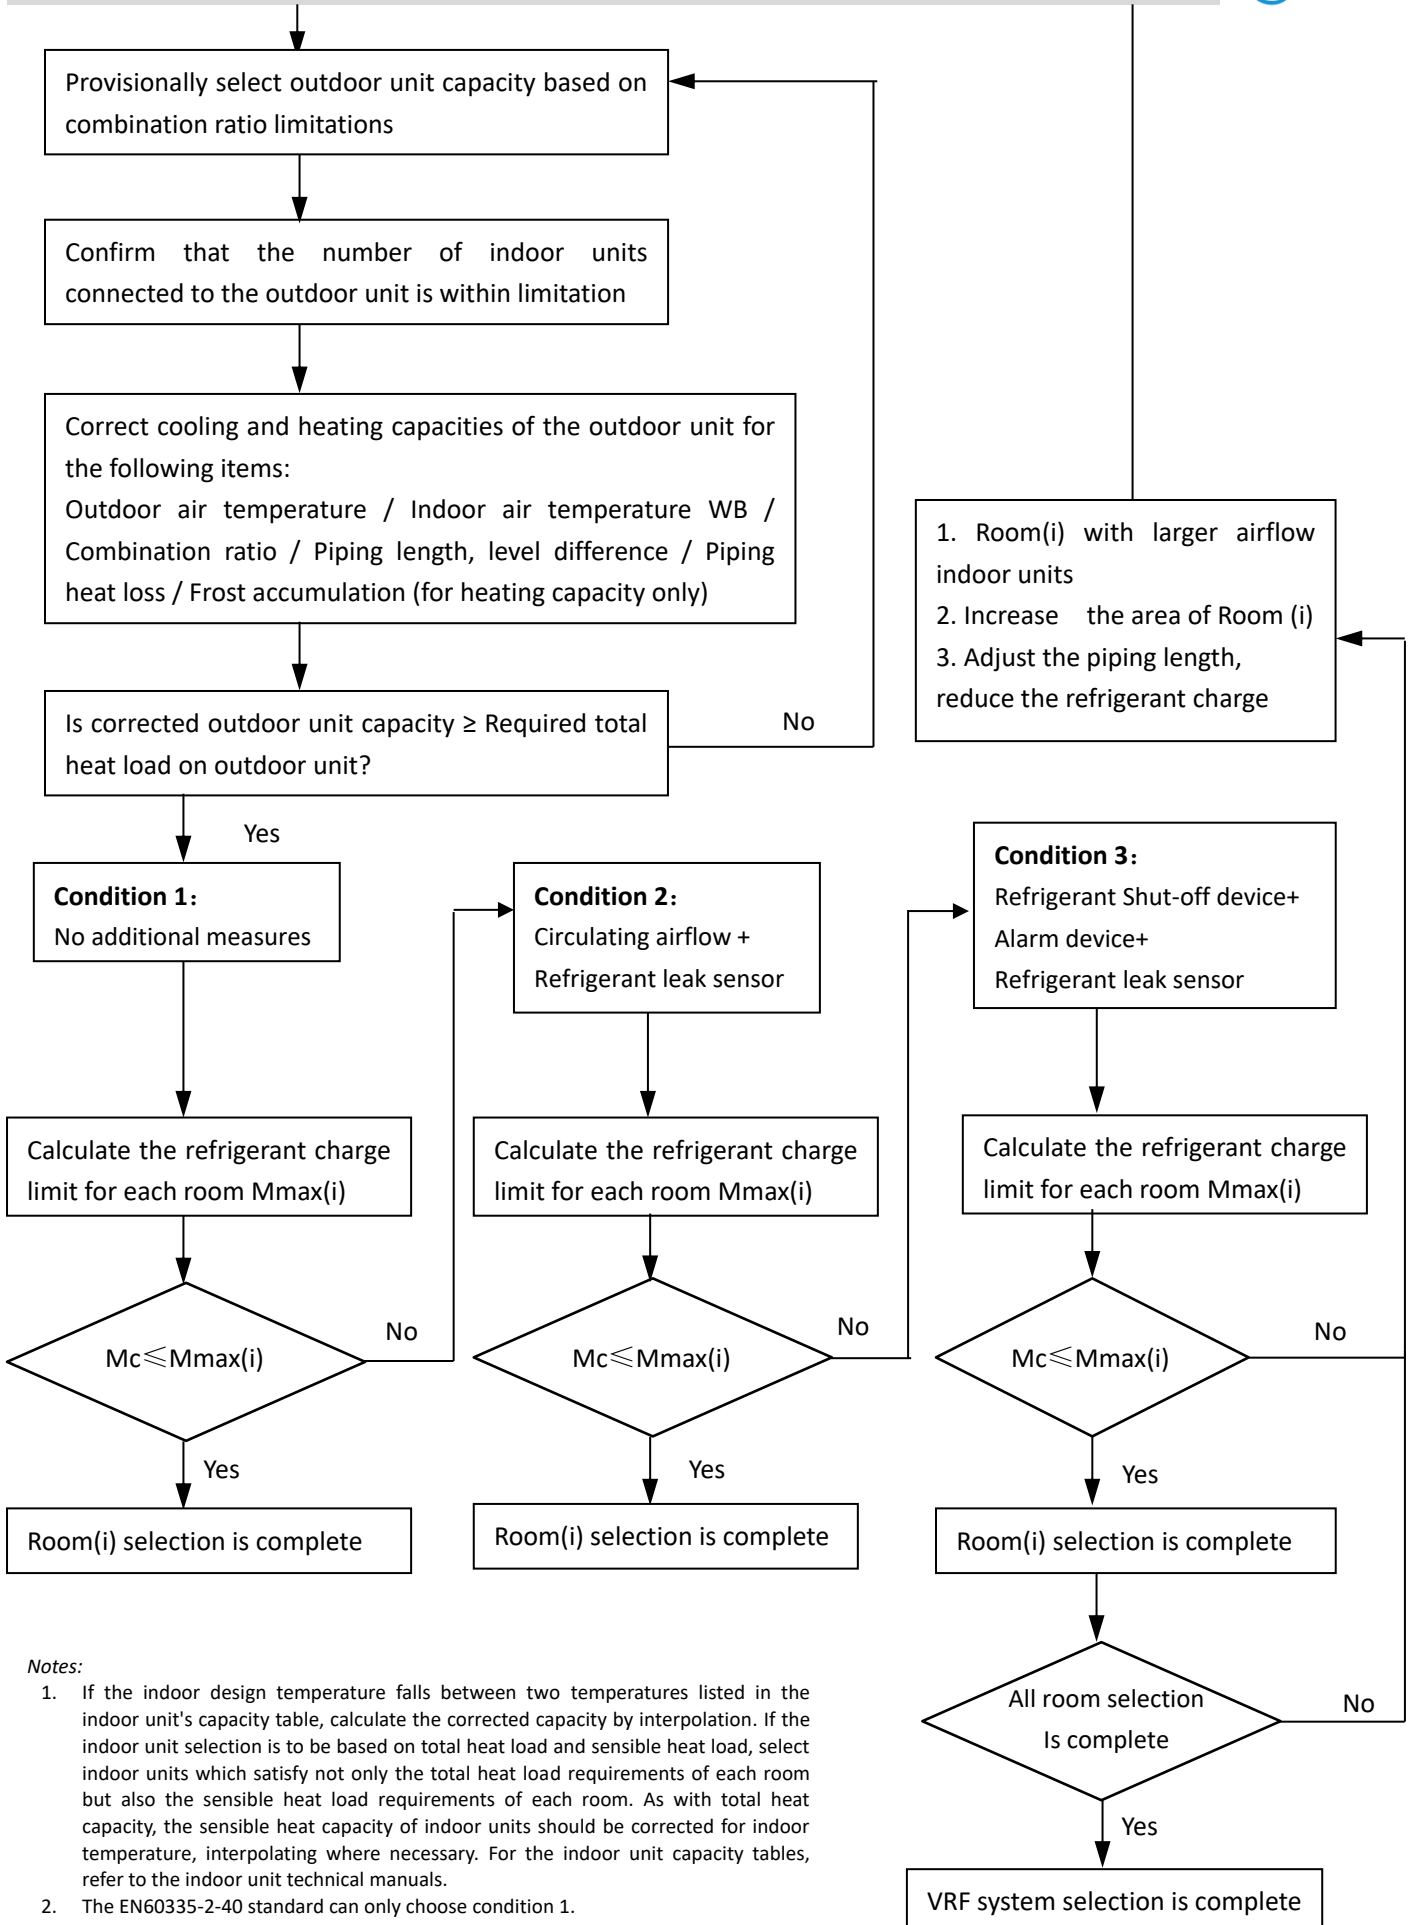 Provisionally select outdoor unit capacity based on
combination ratio limitations
Confirm that the number of indoor units
connected to the outdoor unit is within limitation
Correct cooling and heating capacities of the outdoor unit for
the following items:
Outdoor air temperature / Indoor air temperature WB /
Combination ratio / Piping length, level difference / Piping
heat loss / Frost accumulation (for heating capacity only)
1. Room(i) with larger airflow
indoor units
2. Increase the area of Room (i)
3. Adjust the piping length,
reduce the refrigerant charge
Is corrected outdoor unit capacity ≥ Required total
heat load on outdoor unit?
No
Yes
Condition 1：
No additional measures
Condition 2：
Circulating airflow +
Refrigerant leak sensor
Condition 3：
Refrigerant Shut-off device+
Alarm device+
Refrigerant leak sensor
Calculate the refrigerant charge
limit for each room Mmax(i)
Calculate the refrigerant charge
limit for each room Mmax(i)
Calculate the refrigerant charge
limit for each room Mmax(i)
Mc≤Mmax(i)
No
Mc≤Mmax(i)
No
Mc≤Mmax(i)
No
Yes
Yes
Yes
Room(i) selection is complete
Room(i) selection is complete
Room(i) selection is complete
All room selection
Is complete
No
Yes
VRF system selection is complete
Notes:
1. If the indoor design temperature falls between two temperatures listed in the
indoor unit's capacity table, calculate the corrected capacity by interpolation. If the
indoor unit selection is to be based on total heat load and sensible heat load, select
indoor units which satisfy not only the total heat load requirements of each room
but also the sensible heat load requirements of each room. As with total heat
capacity, the sensible heat capacity of indoor units should be corrected for indoor
temperature, interpolating where necessary. For the indoor unit capacity tables,
refer to the indoor unit technical manuals.
2. The EN60335-2-40 standard can only choose condition 1.